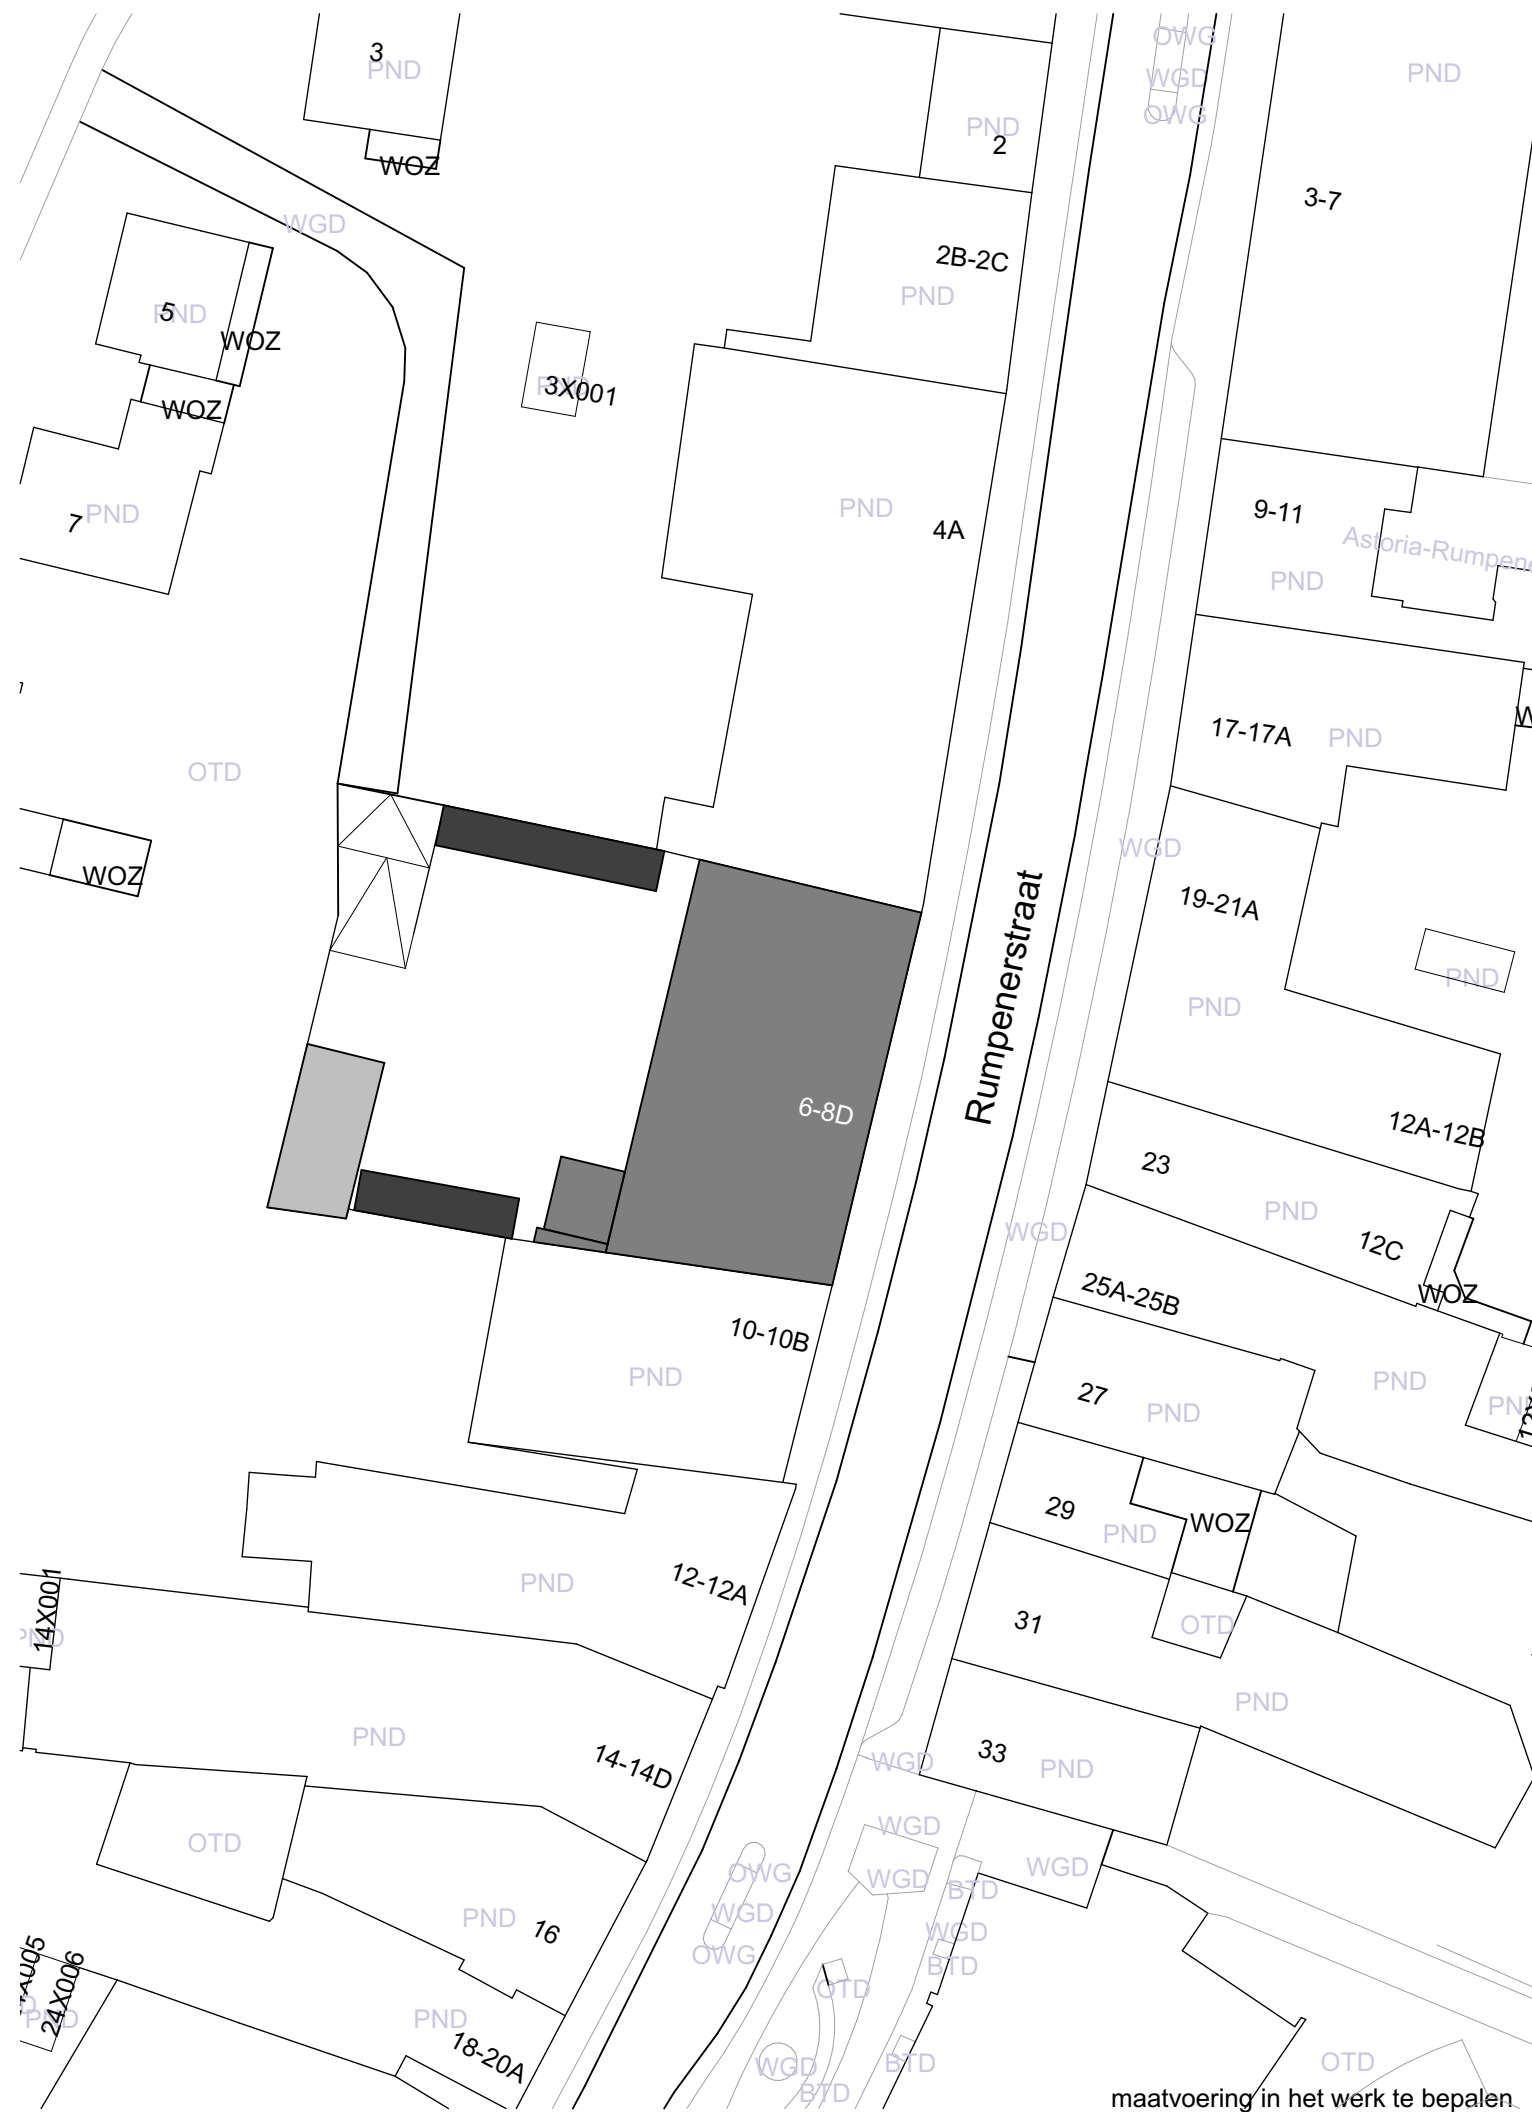 OWG
3
PND
WGD
PND
OWG
PND
2
WOZ
3-7
WGD
2B-2C
PND
5
PND
WOZ
3X001
PND
WOZ
7
PND
PND
4A
9-11
Astoria-Rumpene
PND
17-17A
PND
OTD
WGD
WOZ
19-21A
Rumpenerstraat
PND
PND
6-8D
12A-12B
23
PND
WGD
12C
25A-25B
WOZ
10-10B
PND
PND
27
PND
29
PND
WOZ
12-12A
PND
14X001
PND
31
OTD
PND
PND
14-14D
33
PND
WGD
WGD
OTD
OWG
WGD
WGD
BTD
WGD
PND
16
WGD
OWG
BTD
OTD
24X006
PND
PND
18-20A
WGD
BTD
BTD
OTD
maatvoering in het werk te bepalen